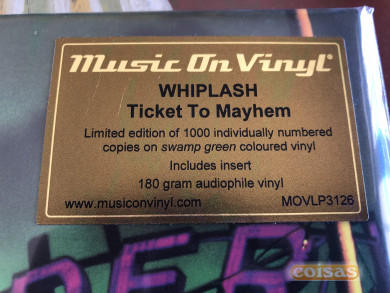 Music On Vinyl®
WHIPLASH
Ticket To Mayhem
Limited edition of 1000 individually numbered
copies on swamp green coloured vinyl
Includes insert
180 gram audiophile vinyl
www.musiconvinyl.com MOVLP3126
coisas